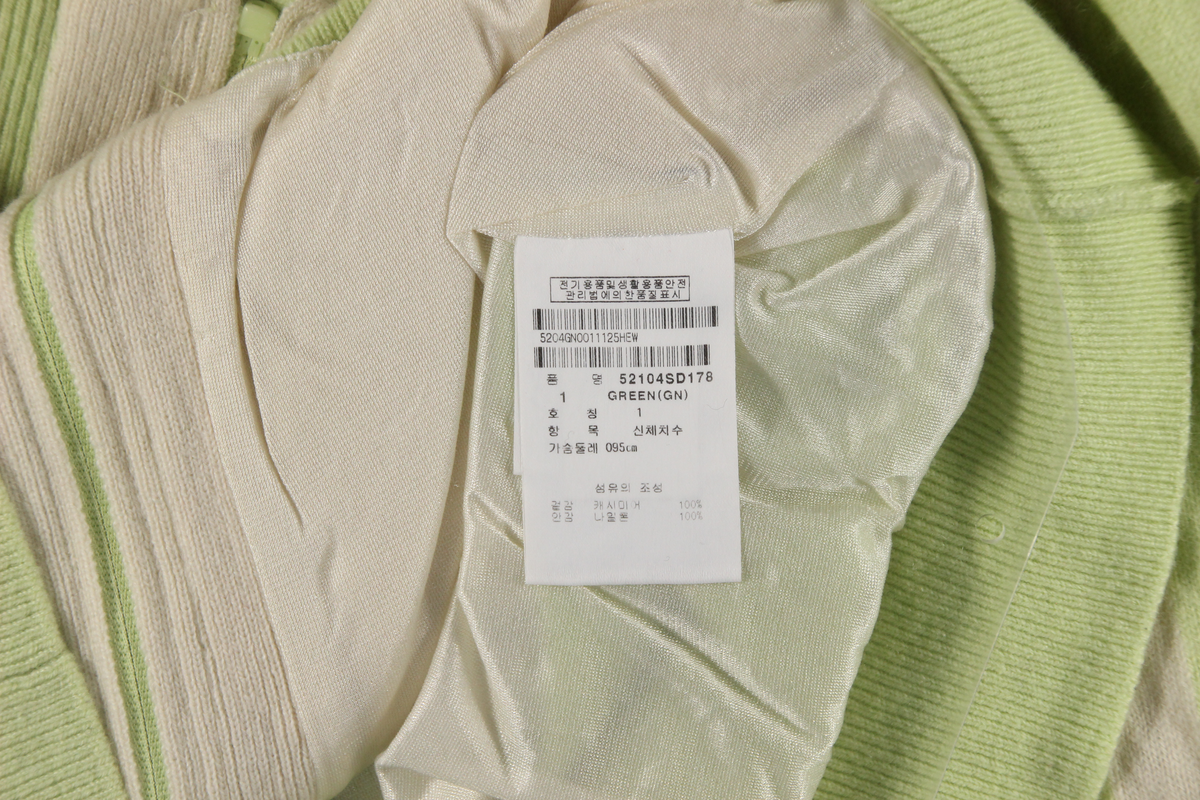 전기용품및생활용품안전
관리법에의한품질표시
5204GN0011125HEW
품 명 52104SD178
1 GREEN(GN)
호 칭 1
항 목 신체치수
가슴둘레 095cm
섬유의 조성
겉감 캐시미어 100%
안감 나일론 100%